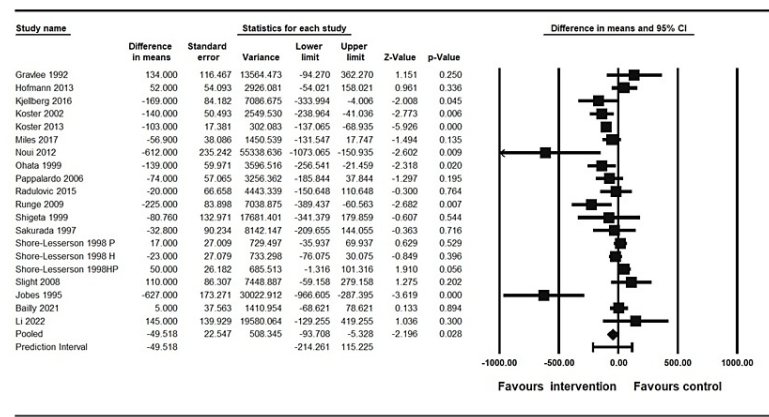 Study name Statistics for each study Difference in means and 95% CI
Difference in means Standard error Variance Lower limit Upper limit Z-Value p-Value
Gravlee 1992 134.000 116.467 13564.473 -94.270 362.270 1.151 0.250
Hofmann 2013 52.000 54.093 2926.081 -54.021 158.021 0.961 0.336
Kjellberg 2016 -169.000 84.182 7086.675 -333.994 -4.006 -2.008 0.045
Koster 2002 -140.000 50.493 2549.530 -238.964 -41.036 -2.773 0.006
Koster 2013 -103.000 17.381 302.083 -137.065 -68.935 -5.926 0.000
Miles 2017 -56.900 38.086 1450.539 -131.547 17.747 -1.494 0.135
Noui 2012 -612.000 235.242 55338.636 -1073.065 -150.935 -2.602 0.009
Ohata 1999 -139.000 59.971 3596.516 -256.541 -21.459 -2.318 0.020
Pappalardo 2006 -74.000 57.065 3256.362 -185.844 37.844 -1.297 0.195
Radulovic 2015 -20.000 66.658 4443.339 -150.648 110.648 -0.300 0.764
Runge 2009 -225.000 83.898 7038.875 -389.437 -60.563 -2.682 0.007
Shigeta 1999 -80.760 132.971 17681.401 -341.379 179.859 -0.607 0.544
Sakurada 1997 -32.800 90.234 8142.147 -209.655 144.055 -0.363 0.716
Shore-Lesserson 1998 P 17.000 27.009 729.497 -35.937 69.937 0.629 0.529
Shore-Lesserson 1998 H -23.000 27.079 733.298 -76.075 30.075 -0.849 0.396
Shore-Lesserson 1998HP 50.000 26.182 685.513 -1.316 101.316 1.910 0.056
Slight 2008 110.000 86.307 7448.887 -59.158 279.158 1.275 0.202
Jobes 1995 -627.000 173.271 30022.912 -966.605 -287.395 -3.619 0.000
Bailly 2021 5.000 37.563 1410.954 -68.621 78.621 0.133 0.894
Li 2022 145.000 139.929 19580.064 -129.255 419.255 1.036 0.300
Pooled -49.518 22.547 508.345 -93.708 -5.328 -2.196 0.028
Prediction Interval -49.518 -214.261 115.225
-1000.00 -500.00 0.00 500.00 1000.00
Favours intervention Favours control